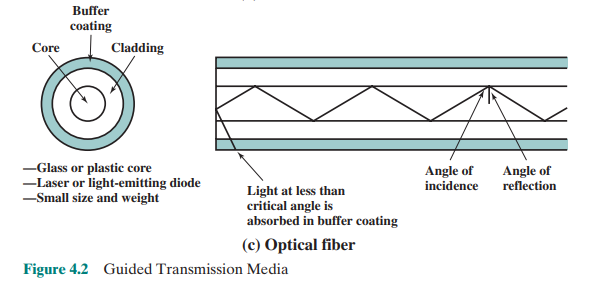 Buffer
coating
Core
Cladding
—Glass or plastic core
—Laser or light-emitting diode
—Small size and weight
Light at less than
critical angle is
absorbed in buffer coating
Angle of
incidence
Angle of
reflection
(c) Optical fiber
Figure 4.2 Guided Transmission Media